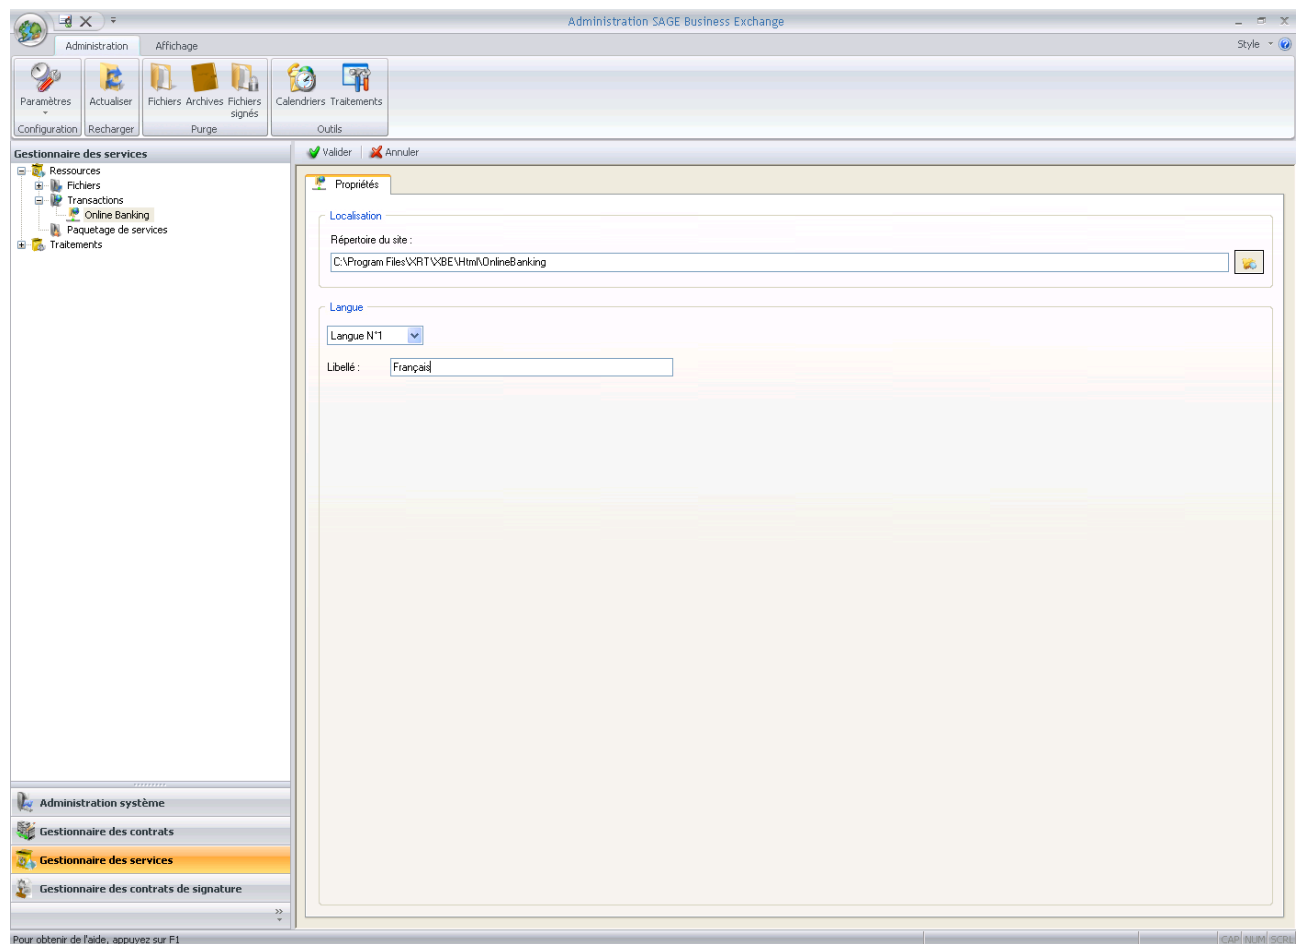 Administration SAGE Business Exchange
Administration Affichage
Style
Paramètres Actualiser Fichiers Archives Fichiers signés Calendriers Traitements
Configuration Recharger Purge Outils
Gestionnaire des services
Valider Annuler
Ressources
Fichiers
Transactions
Online Banking
Paquetage de services
Traitements
Propriétés
Localisation
Répertoire du site :
C:\Program Files\XRT\XBE\Html\OnlineBanking
Langue
Langue N°1
Libellé : Français
Administration système
Gestionnaire des contrats
Gestionnaire des services
Gestionnaire des contrats de signature
Pour obtenir de l'aide, appuyez sur F1
CAP NUM SCRL